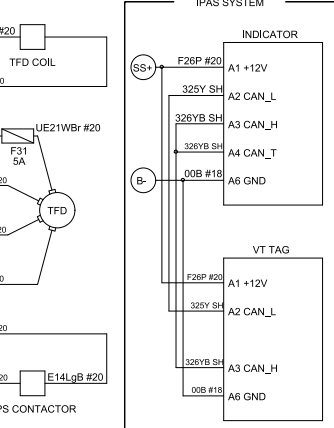 IPAS SYSTEM
#20
TFD COIL
INDICATOR
SS+
F26P #20
A1 +12V
325Y SH
A2 CAN_L
326YB SH
A3 CAN_H
326YB SH
A4 CAN_T
B-
00B #18
A6 GND
UE21WBr #20
F31
5A
TFD
VT TAG
F26P #20
A1 +12V
325Y SH
A2 CAN_L
326YB SH
A3 CAN_H
00B #18
A6 GND
E14LgB #20
PS CONTACTOR